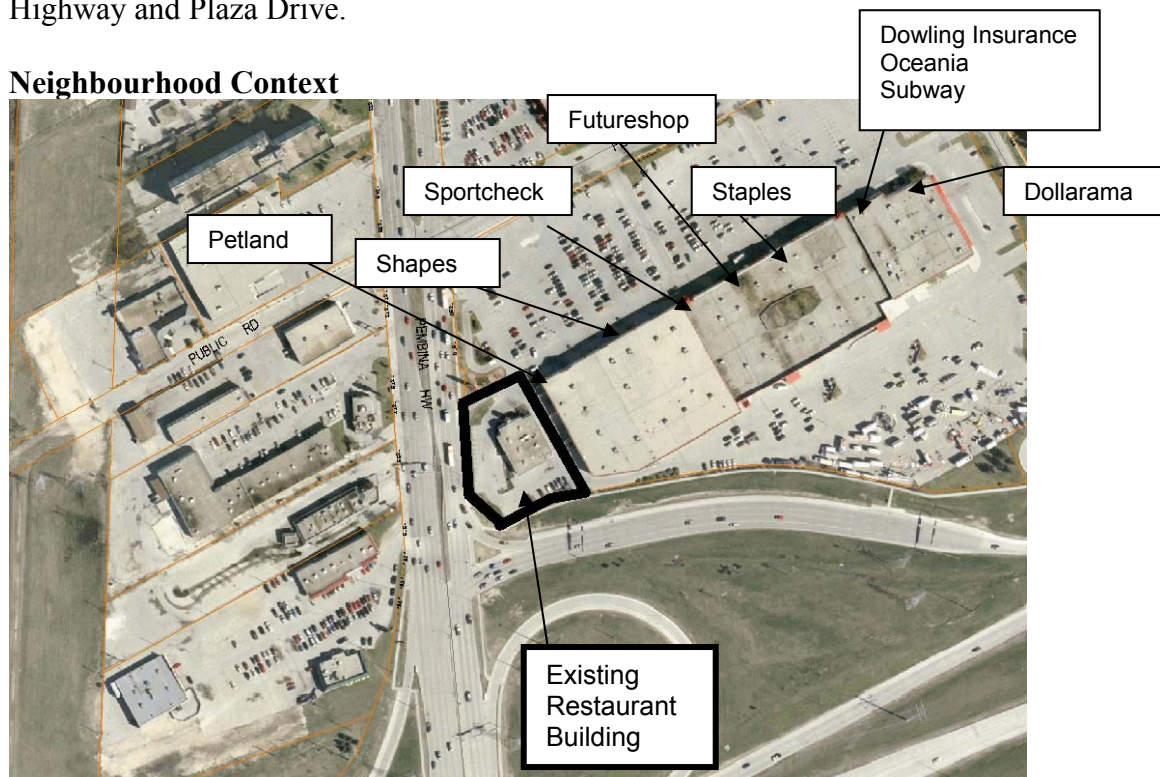 Highway and Plaza Drive.
Neighbourhood Context
Dowling Insurance
Oceania
Subway
Futureshop
Sportcheck
Staples
Dollarama
Petland
Shapes
PUBLIC RD
PEMBINA HW
Existing
Restaurant
Building